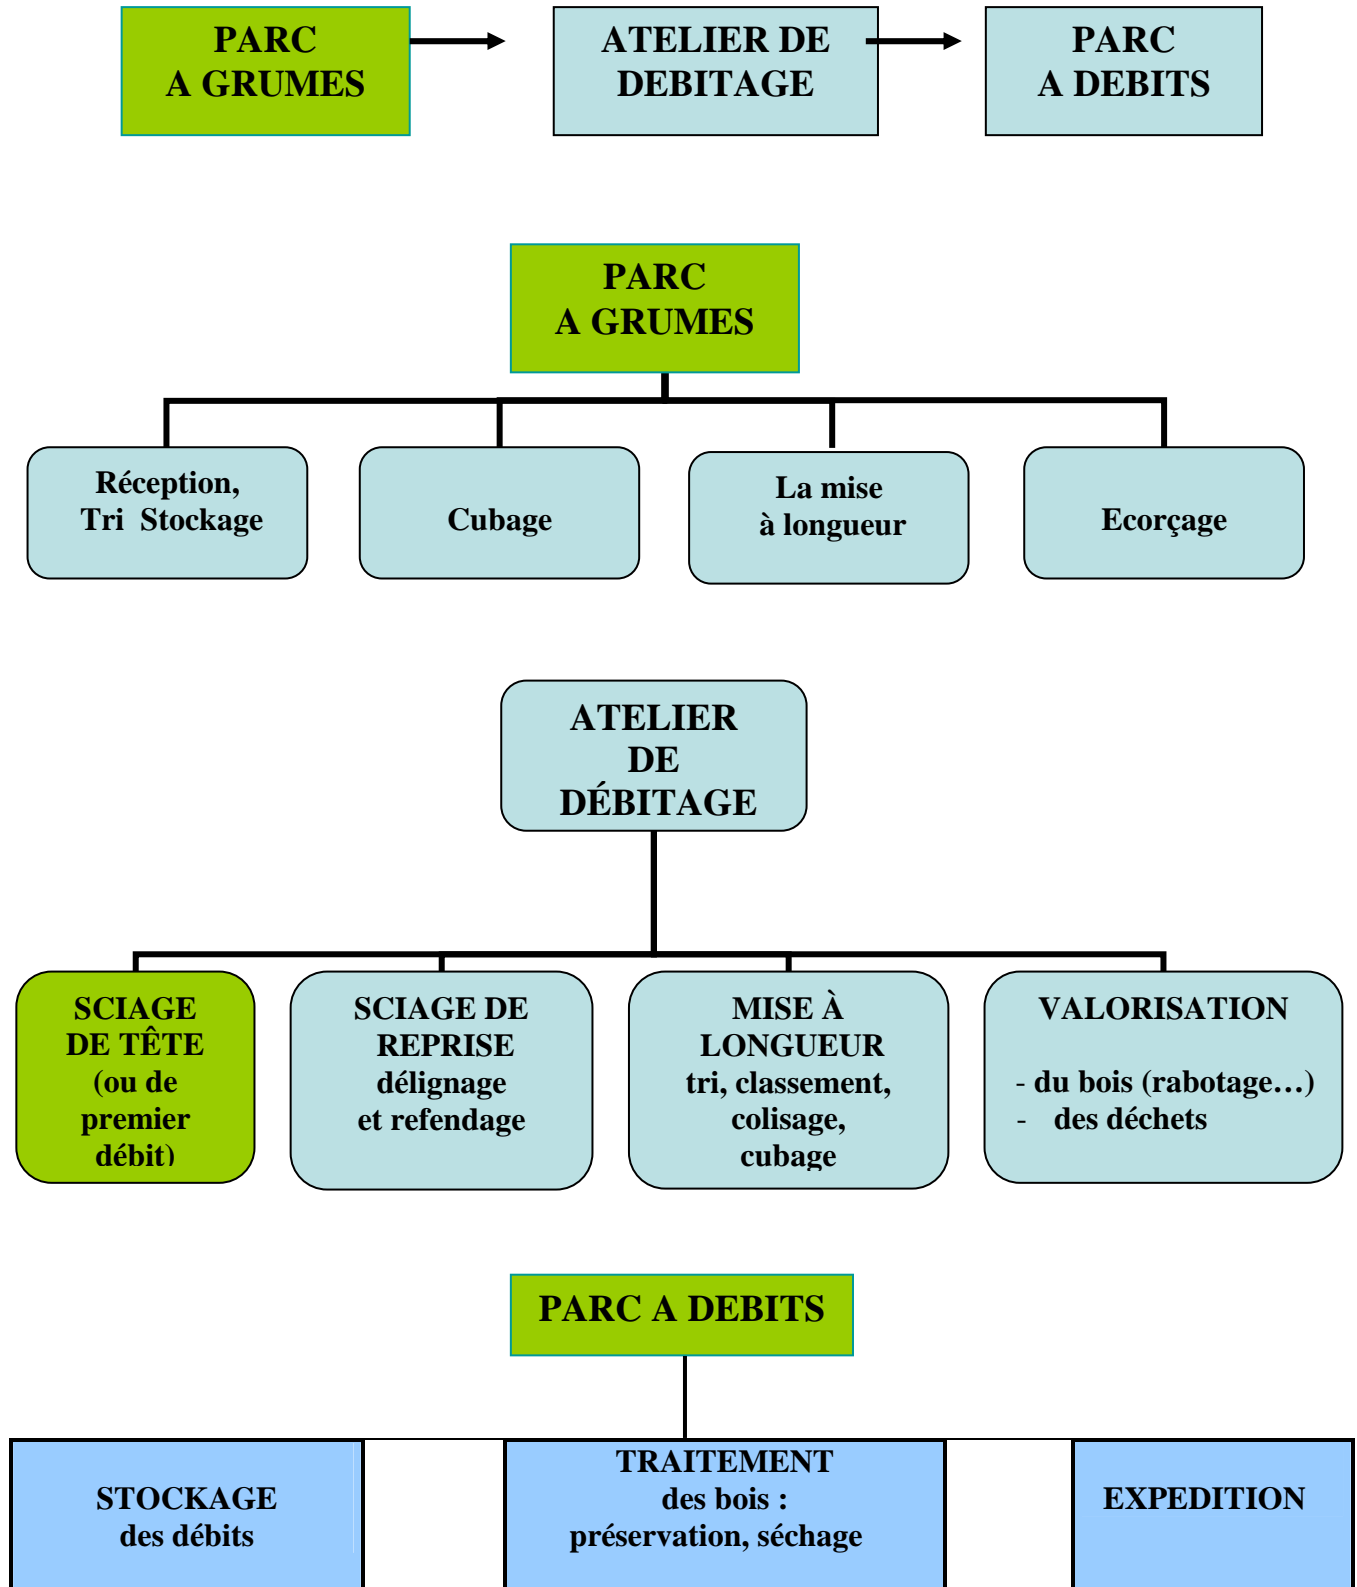 PARC
A GRUMES
ATELIER DE
DEBITAGE
PARC
A DEBITS
PARC
A GRUMES
Réception,
Tri Stockage
Cubage
La mise
à longueur
Ecorçage
ATELIER
DE
DÉBITAGE
SCIAGE
DE TÊTE
(ou de
premier
débit)
SCIAGE DE
REPRISE
délignage
et refendage
MISE À
LONGUEUR
tri, classement,
colisage,
cubage
VALORISATION
- du bois (rabotage…)
- des déchets
PARC A DEBITS
STOCKAGE
des débits
TRAITEMENT
des bois :
préservation, séchage
EXPEDITION